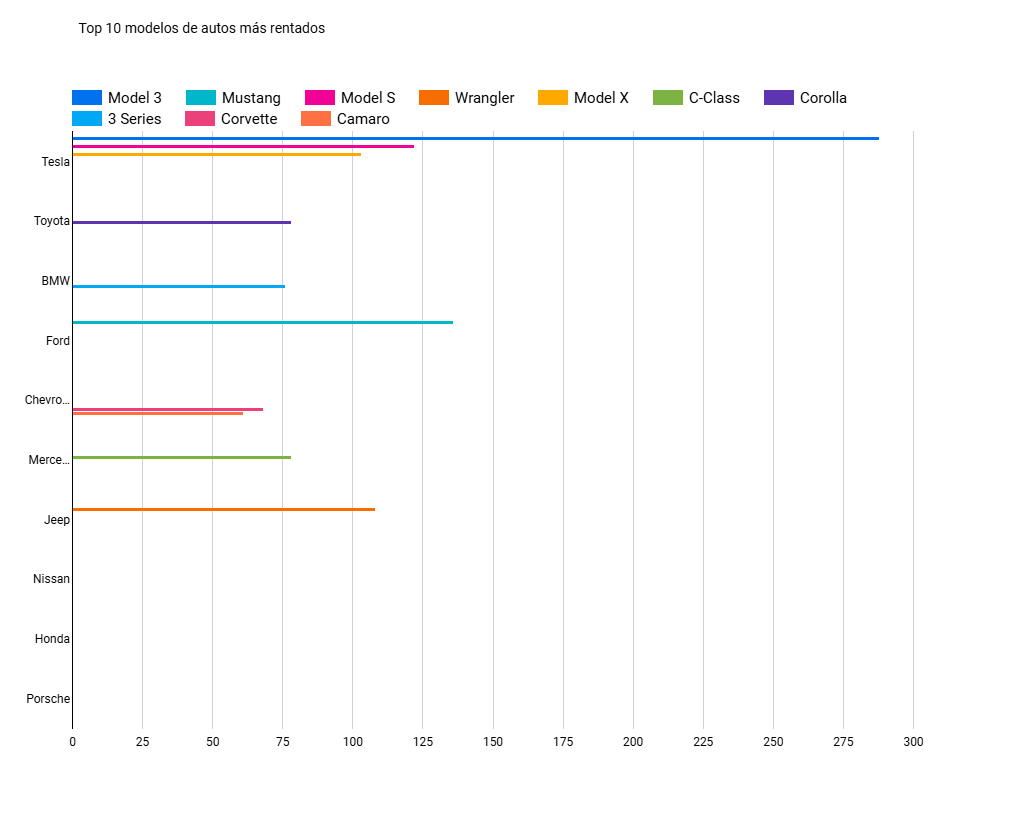 Top 10 modelos de autos más rentados
Model 3 Mustang Model S Wrangler Model X C-Class Corolla
3 Series Corvette Camaro
Tesla
Toyota
BMW
Ford
Chevro...
Merce...
Jeep
Nissan
Honda
Porsche
0 25 50 75 100 125 150 175 200 225 250 275 300